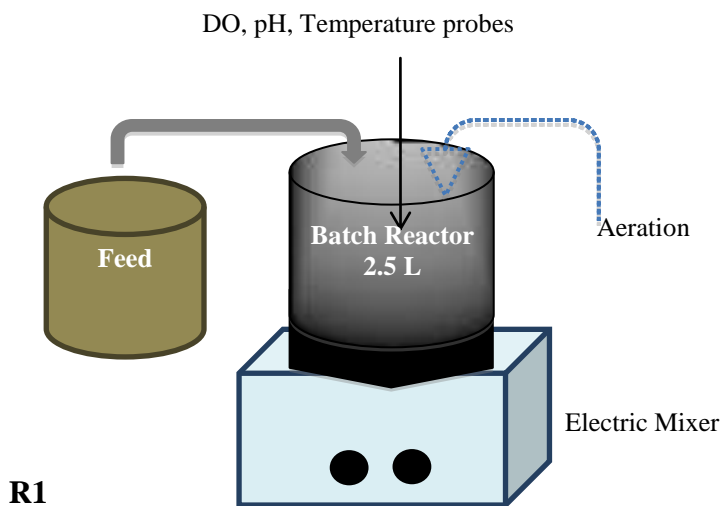 DO, pH, Temperature probes
Feed
Batch Reactor
2.5 L
Aeration
Electric Mixer
R1